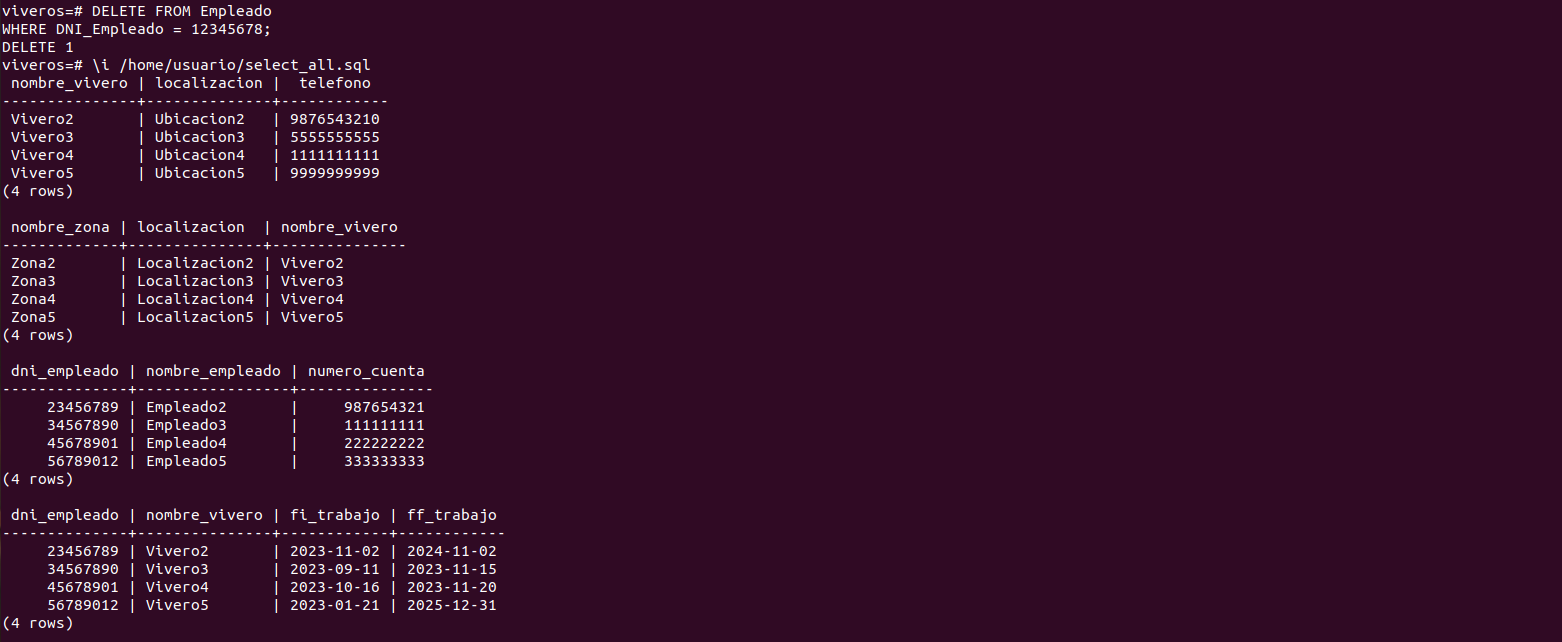 viveros=# DELETE FROM Empleado
WHERE DNI_Empleado = 12345678;
DELETE 1
viveros=# \i /home/usuario/select_all.sql
 nombre_vivero | localizacion |  telefono
---------------+--------------+------------
 Vivero2       | Ubicacion2   | 9876543210
 Vivero3       | Ubicacion3   | 5555555555
 Vivero4       | Ubicacion4   | 1111111111
 Vivero5       | Ubicacion5   | 9999999999
(4 rows)

 nombre_zona | localizacion  | nombre_vivero
-------------+---------------+---------------
 Zona2       | Localizacion2 | Vivero2
 Zona3       | Localizacion3 | Vivero3
 Zona4       | Localizacion4 | Vivero4
 Zona5       | Localizacion5 | Vivero5
(4 rows)

 dni_empleado | nombre_empleado | numero_cuenta
--------------+-----------------+---------------
     23456789 | Empleado2       |     987654321
     34567890 | Empleado3       |     111111111
     45678901 | Empleado4       |     222222222
     56789012 | Empleado5       |     333333333
(4 rows)

 dni_empleado | nombre_vivero | fi_trabajo | ff_trabajo
--------------+---------------+------------+------------
     23456789 | Vivero2       | 2023-11-02 | 2024-11-02
     34567890 | Vivero3       | 2023-09-11 | 2023-11-15
     45678901 | Vivero4       | 2023-10-16 | 2023-11-20
     56789012 | Vivero5       | 2023-01-21 | 2025-12-31
(4 rows)